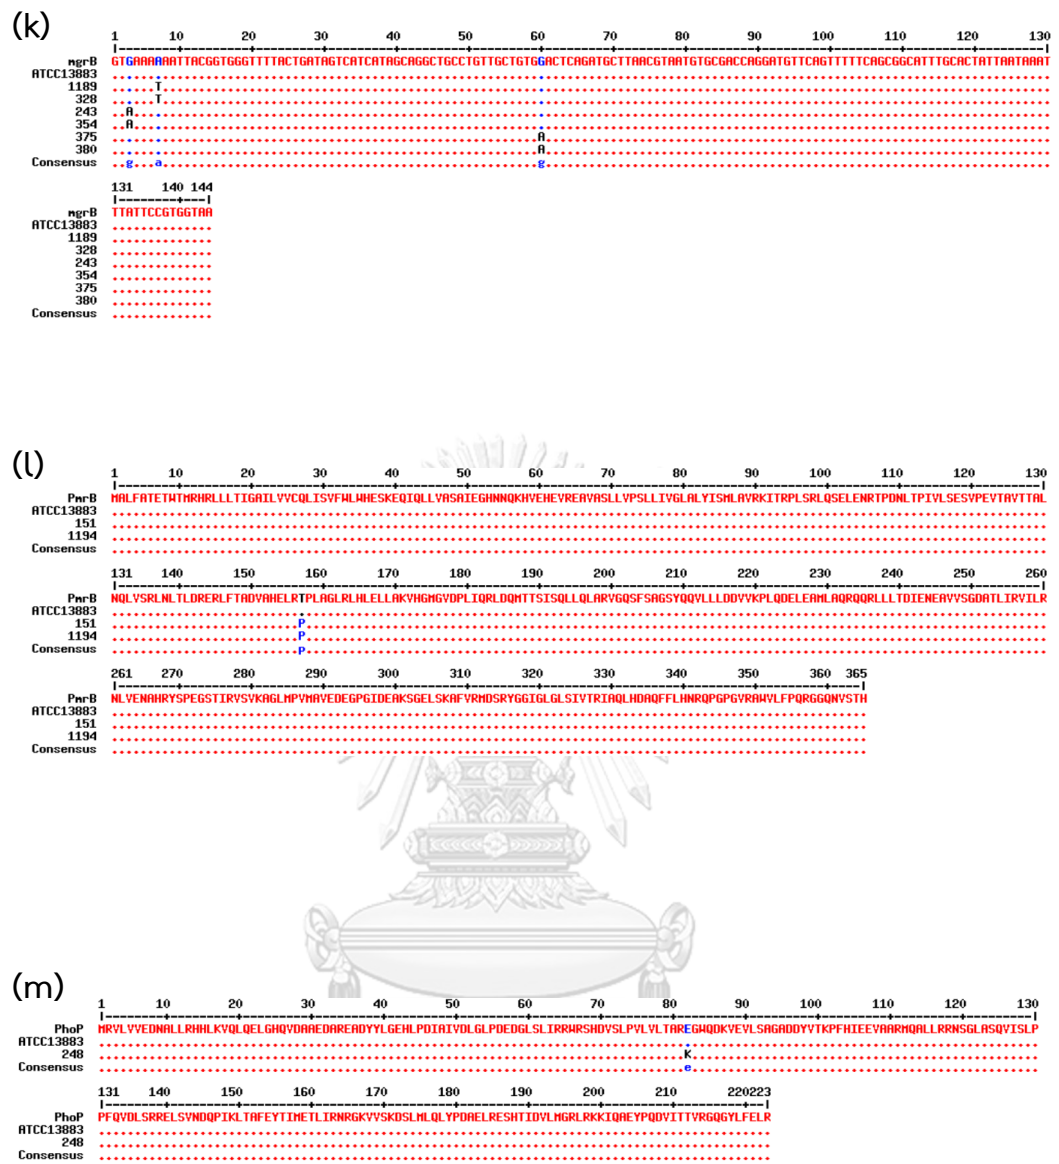 (k)
1 10 20 30 40 50 60 70 80 90 100 110 120 130
mgrB GTGAAAAAATTACGGTGGGTTTTACTGATAGTCATCATAGCAGGCTGCCTGTTGCTGTGGACTCAGATGCTTAACGTAATGTGCGACCAGGATGTTCAGTTTTTCAGCGGCATTTGCACTATTAATAAAT
ATCC13883
1189 T
328 T
243 A
354 A
375 A
380 A
Consensus g a g
131 140 144
mgrB TTATTCCGTGGTAA
ATCC13883
1189
328
243
354
375
380
Consensus
(l)
1 10 20 30 40 50 60 70 80 90 100 110 120 130
PmrB MALFATETWTMRHRLLLTIGAILVVCQLISVFWLWHESKEQIQLLVASAIEGHNNQKHVEHEVREAVASLLVPSLLIVGLALYISMLAVRKITRPLSRLQSELENRTPDNLTPIVLSESVPEVTAVTTAL
ATCC13883
151
1194
Consensus
131 140 150 160 170 180 190 200 210 220 230 240 250 260
PmrB NQLVSRLNLTLDRERLFTADVAHELRTPLAGLRLHLELLAKVHGMGVDPLIQRLDQMTTSISQLLQLARVGQSFSAGSYQQVLLLDDVVKPLQDELEAMLAQRQQRLLLTDIENEAVVSGDATLIRVILR
ATCC13883
151 P
1194 P
Consensus p
261 270 280 290 300 310 320 330 340 350 360 365
PmrB NLVENAHRYSPEGSTIRVSVKAGLMPVMAVEDEGPGIDEAKSGELSKAFVRMDSRYGGIGLGLSIVTRIAQLHDAQFFLHNRQPGPGVRAWVLFPQRGGQNYSTH
ATCC13883
151
1194
Consensus
(m)
1 10 20 30 40 50 60 70 80 90 100 110 120 130
PhoP MRVLVVEDNALLRHHLKVQLQELGHQVDAAEDAREADYYLGEHLPDIAIVDLGLPDEDGLSLIRRWRSHDVSLPVLVLTAREGWQDKVEVLSAGADDYVTKPFHIEEVAARMQALLRRNSGLASQVISLP
ATCC13883
248 K
Consensus e
131 140 150 160 170 180 190 200 210 220223
PhoP PFQVDLSRRELSVNDQPIKLTAFEYTIMETLIRNRGKVVSKDSLMLQLYPDAELRESHTIDVLMGRLRKKIQAEYPQDVITTVRGQGYLFELR
ATCC13883
248
Consensus